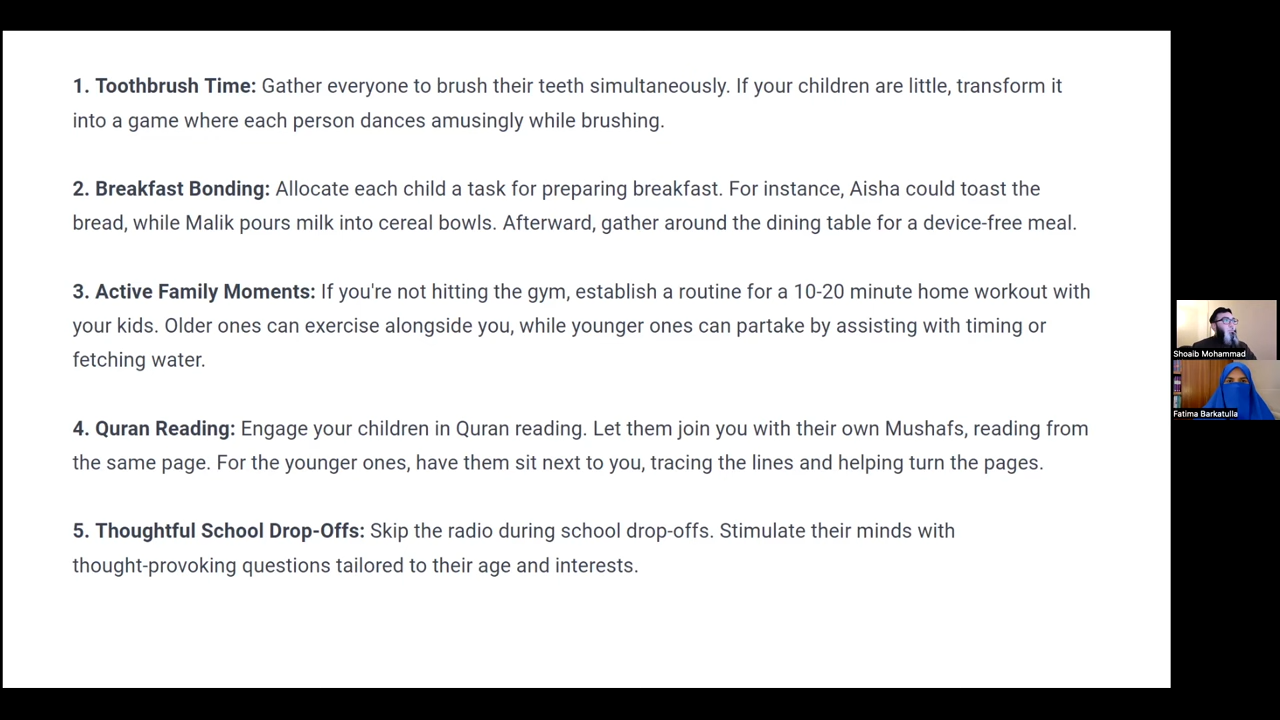 1. Toothbrush Time: Gather everyone to brush their teeth simultaneously. If your children are little, transform it
into a game where each person dances amusingly while brushing.
2. Breakfast Bonding: Allocate each child a task for preparing breakfast. For instance, Aisha could toast the
bread, while Malik pours milk into cereal bowls. Afterward, gather around the dining table for a device-free meal.
3. Active Family Moments: If you're not hitting the gym, establish a routine for a 10-20 minute home workout with
your kids. Older ones can exercise alongside you, while younger ones can partake by assisting with timing or
fetching water.
4. Quran Reading: Engage your children in Quran reading. Let them join you with their own Mushafs, reading from
the same page. For the younger ones, have them sit next to you, tracing the lines and helping turn the pages.
5. Thoughtful School Drop-Offs: Skip the radio during school drop-offs. Stimulate their minds with
thought-provoking questions tailored to their age and interests.
Shoaib Mohammad
Fatima Barkatulla